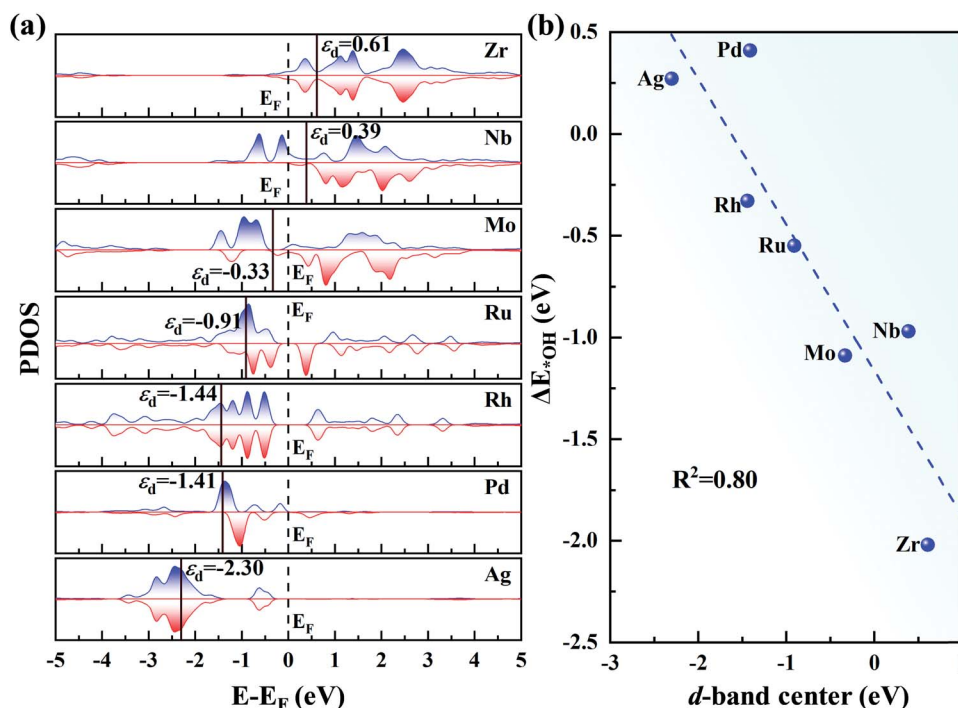 (a)
PDOS
Zr
εd=0.61
EF
Nb
εd=0.39
EF
Mo
εd=-0.33
EF
Ru
εd=-0.91
EF
Rh
εd=-1.44
EF
Pd
εd=-1.41
EF
Ag
εd=-2.30
EF
-5 -4 -3 -2 -1 0 1 2 3 4 5
E-EF (eV)
(b)
ΔE*OH (eV)
0.5
0.0
-0.5
-1.0
-1.5
-2.0
-2.5
Pd
Ag
Rh
Ru
Nb
Mo
R²=0.80
Zr
-3 -2 -1 0
d-band center (eV)